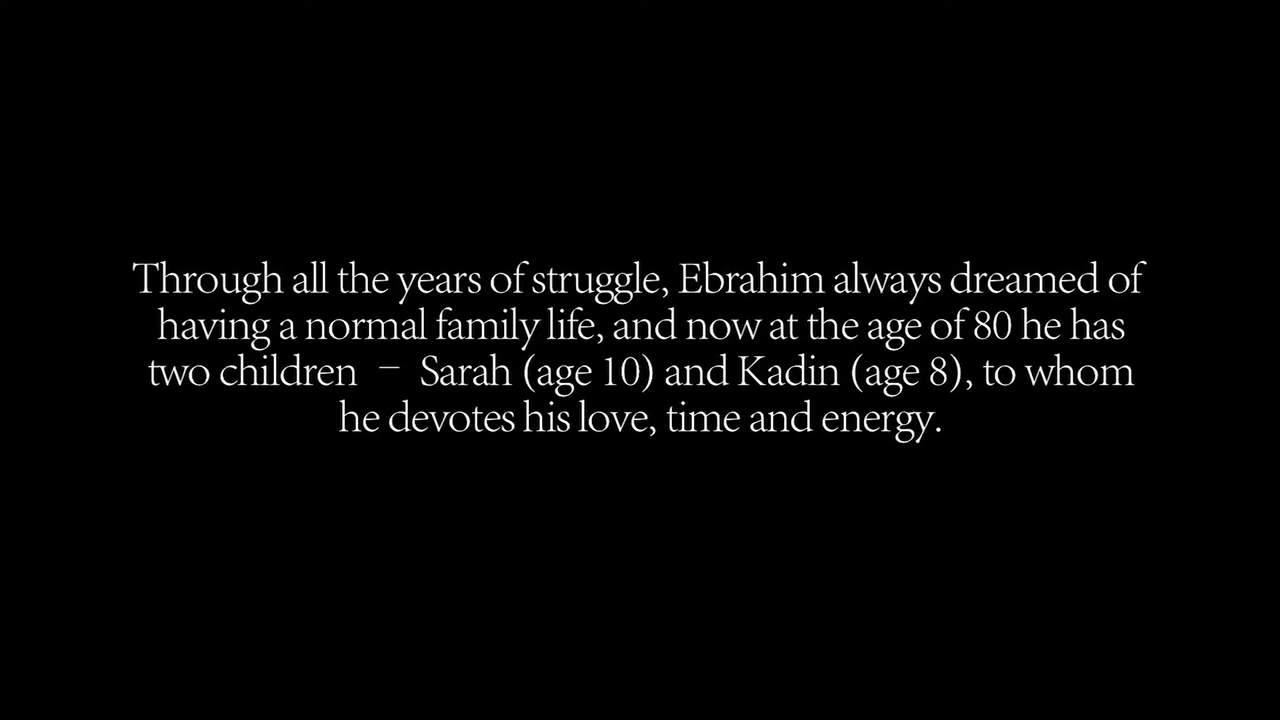 Through all the years of struggle, Ebrahim always dreamed of
having a normal family life, and now at the age of 80 he has
two children – Sarah (age 10) and Kadin (age 8), to whom
he devotes his love, time and energy.